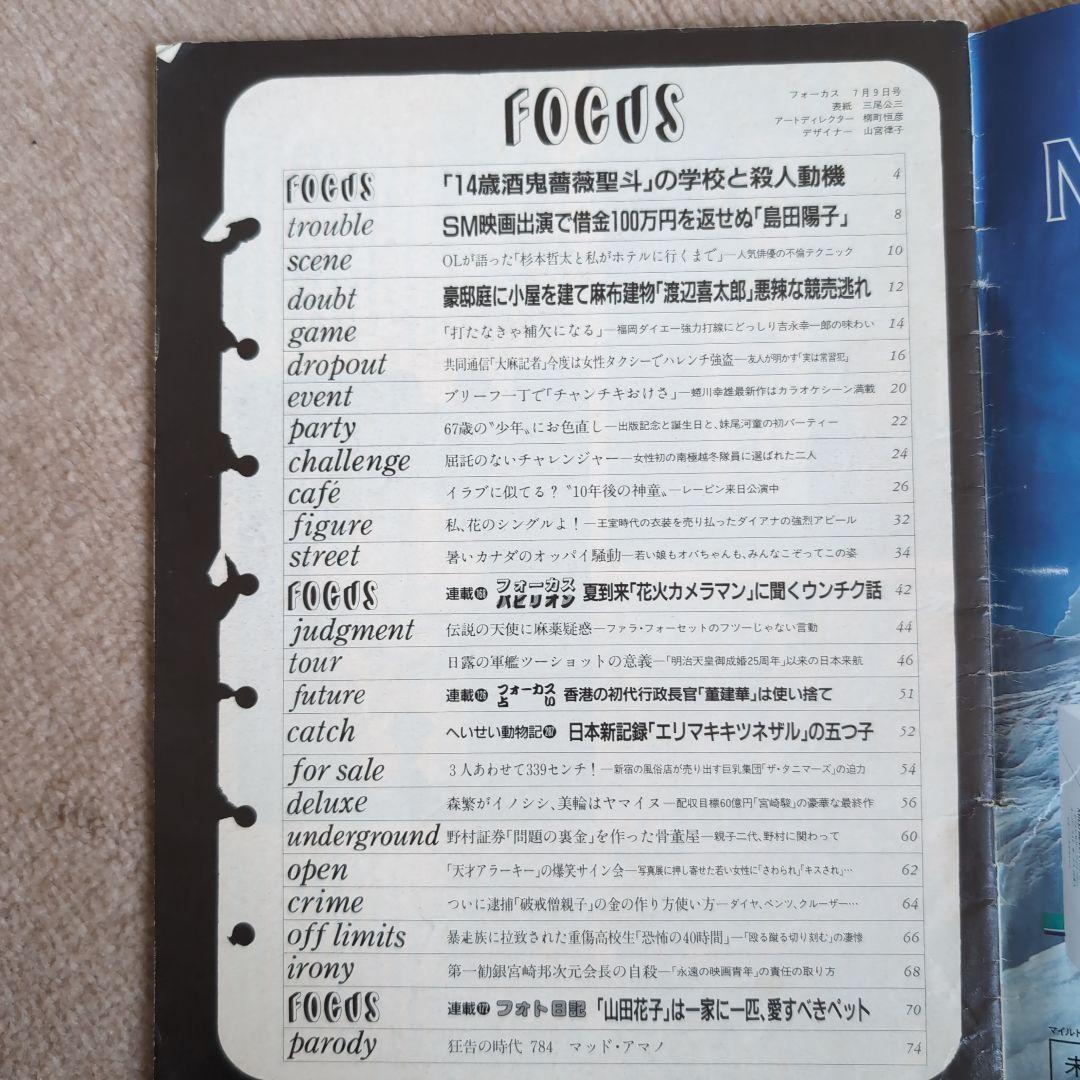 FOCUS
フォーカス 7月9日号
表紙 三尾公三
アートディレクター 柳町恒彦
デザイナー 山宮律子
FOCUS 「14歳酒鬼薔薇聖斗」の学校と殺人動機 4
trouble SM映画出演で借金100万円を返せぬ「島田陽子」 8
scene OLが語った「杉本哲太と私がホテルに行くまで」—人気俳優の不倫テクニック 10
doubt 豪邸庭に小屋を建て麻布建物「渡辺喜太郎」悪辣な競売逃れ 12
game 「打たなきゃ補欠になる」—福岡ダイエー強力打線にどっしり吉永幸一郎の味わい 14
dropout 共同通信「大麻記者」今度は女性タクシーでハレンチ強盗—友人が明かす「実は常習犯」 16
event ブリーフ一丁で「チャンチキおけさ」—蜷川幸雄最新作はカラオケシーン満載 20
party 67歳の〝少年〟にお色直し—出版記念と誕生日と、妹尾河童の初パーティー 22
challenge 屈託のないチャレンジャー—女性初の南極越冬隊員に選ばれた二人 24
café イラブに似てる?〝10年後の神童〟—レーピン来日公演中 26
figure 私、花のシングルよ!—王室時代の衣装を売り払ったダイアナの強烈アピール 32
street 暑いカナダのオッパイ騒動—若い娘もオバちゃんも、みんなこぞってこの姿 34
FOCUS 連載 フォーカスパビリオン 夏到来「花火カメラマン」に聞くウンチク話 42
judgment 伝説の天使に麻薬疑惑—ファラ・フォーセットのフツーじゃない言動 44
tour 日露の軍艦ツーショットの意義—「明治天皇御成婚25周年」以来の日本来航 46
future 連載 フォーカス占い 香港の初代行政長官「董建華」は使い捨て 51
catch へいせい動物記 日本新記録「エリマキキツネザル」の五つ子 52
for sale 3人あわせて339センチ!—新宿の風俗店が売り出す巨乳集団「ザ・タニマーズ」の迫力 54
deluxe 森繁がイノシシ、美輪はヤマイヌ—配収目標60億円「宮崎駿」の豪華な最終作 56
underground 野村証券「問題の裏金」を作った骨董屋—親子二代、野村に関わって 60
open 「天才アラーキー」の爆笑サイン会—写真展に押し寄せた若い女性に「さわられ」「キスされ」… 62
crime ついに逮捕「破戒僧親子」の金の作り方使い方—ダイヤ、ベンツ、クルーザー… 64
off limits 暴走族に拉致された重傷高校生「恐怖の40時間」—「殴る蹴る切り刻む」の凄惨 66
irony 第一勧銀宮崎邦次元会長の自殺—「永遠の映画青年」の責任の取り方 68
FOCUS 連載 フォト日記 「山田花子」は一家に一匹、愛すべきペット 70
parody 狂告の時代 784 マッド・アマノ 74
マイルド
未